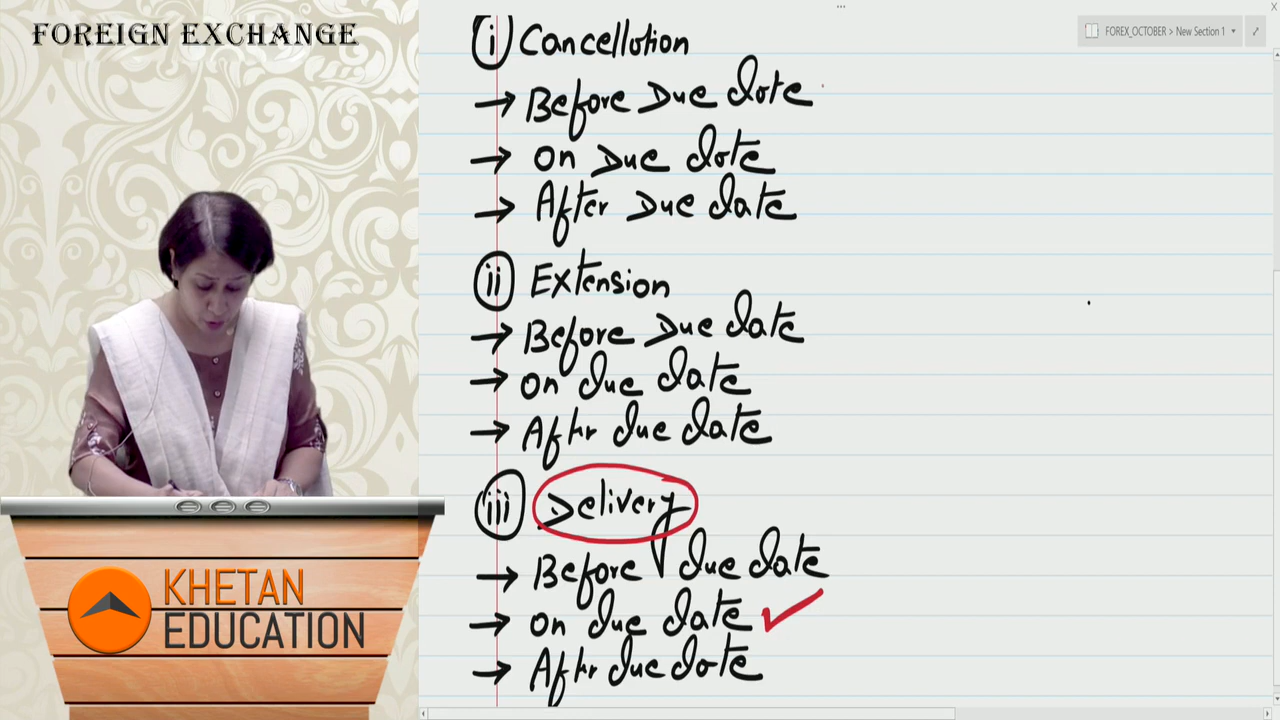 FOREIGN EXCHANGE
FOREX_OCTOBER > New Section 1
(i) Cancellation
→ Before Due date
→ On Due date
→ After Due date
(ii) Extension
→ Before Due date
→ On due date
→ After due date
(iii) Delivery
→ Before due date
→ On due date ✓
→ After due date
KHETAN
EDUCATION